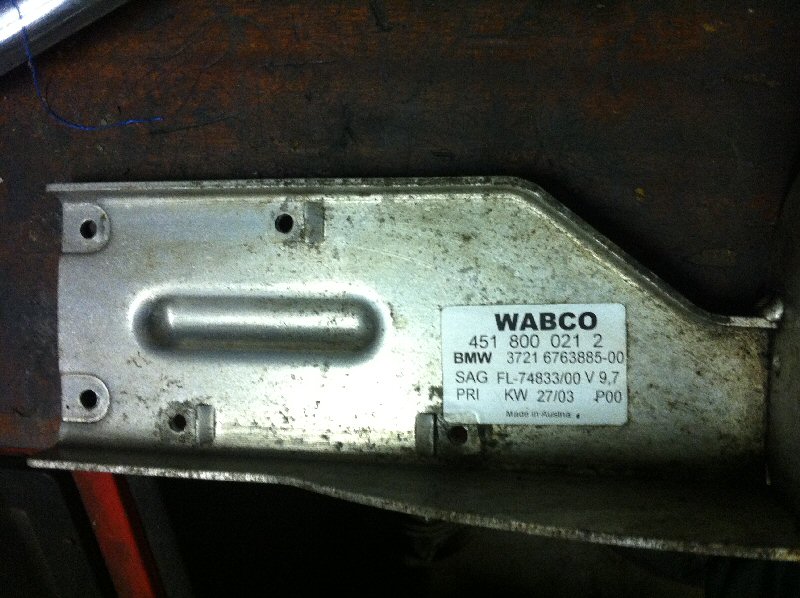 WABCO
451 800 021 2
BMW 3721 6763885-00
SAG FL-74833/00 V 9,7
PRI KW 27/03 .P00
Made in Austria